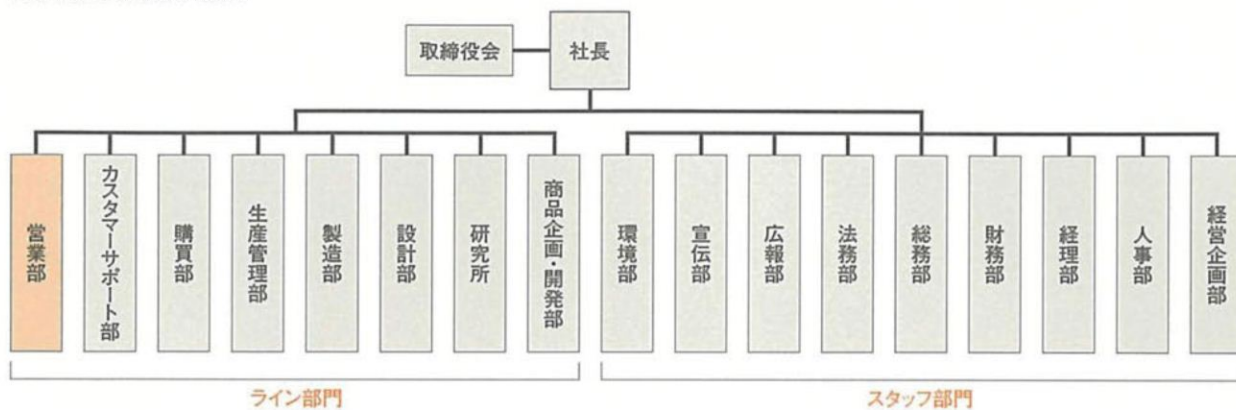 取締役会
社長
営業部
カスタマーサポート部
購買部
生産管理部
製造部
設計部
研究所
商品企画・開発部
環境部
宣伝部
広報部
法務部
総務部
財務部
経理部
人事部
経営企画部
ライン部門
スタッフ部門